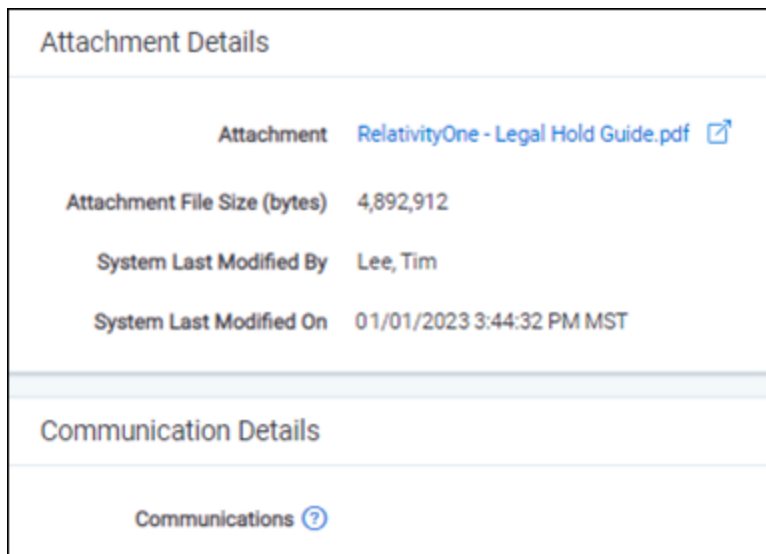 Attachment Details
Attachment RelativityOne - Legal Hold Guide.pdf
Attachment File Size (bytes) 4,892,912
System Last Modified By Lee, Tim
System Last Modified On 01/01/2023 3:44:32 PM MST
Communication Details
Communications ?